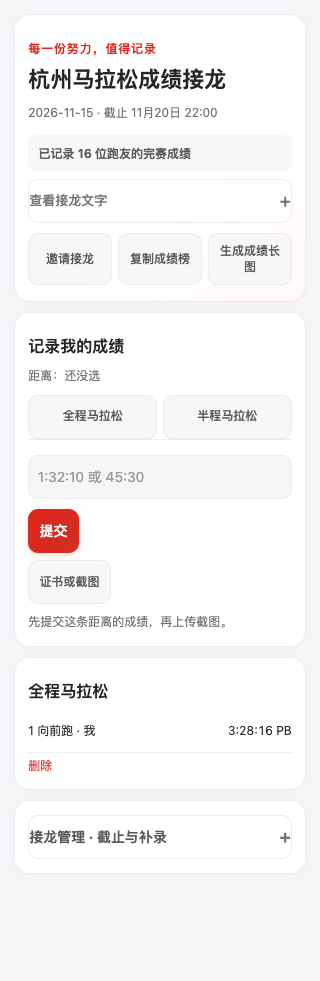 每一份努力，值得记录
杭州马拉松成绩接龙
2026-11-15 · 截止 11月20日 22:00
已记录 16 位跑友的完赛成绩
查看接龙文字 +
邀请接龙 复制成绩榜 生成成绩长
图
记录我的成绩
距离：还没选
全程马拉松 半程马拉松
1:32:10 或 45:30
提交
证书或截图
先提交这条距离的成绩，再上传截图。
全程马拉松
1 向前跑 · 我 3:28:16 PB
删除
接龙管理 · 截止与补录 +